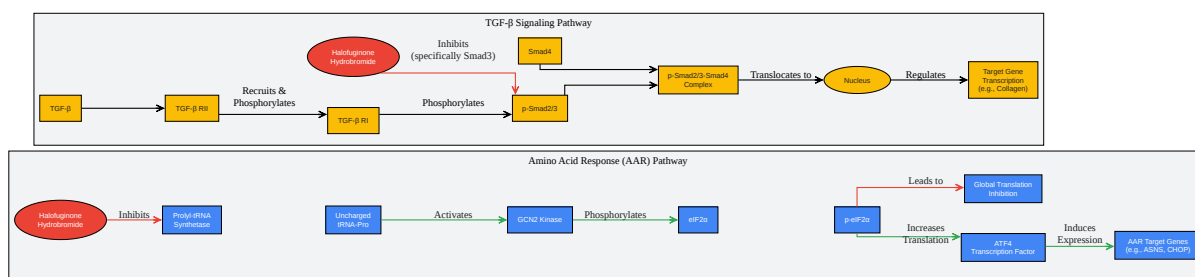 TGF-β Signaling Pathway
Halofuginone
Hydrobromide
Inhibits
(specifically Smad3)
Smad4
p-Smad2/3-Smad4
Complex
Translocates to
Nucleus
Regulates
Target Gene
Transcription
(e.g., Collagen)
TGF-β
TGF-β RII
Recruits &
Phosphorylates
TGF-β RI
Phosphorylates
p-Smad2/3
Amino Acid Response (AAR) Pathway
Halofuginone
Hydrobromide
Inhibits
Prolyl-tRNA
Synthetase
Uncharged
tRNA-Pro
Activates
GCN2 Kinase
Phosphorylates
eIF2α
p-eIF2α
Leads to
Global Translation
Inhibition
Increases
Translation
ATF4
Transcription Factor
Induces
Expression
AAR Target Genes
(e.g., ASNS, CHOP)